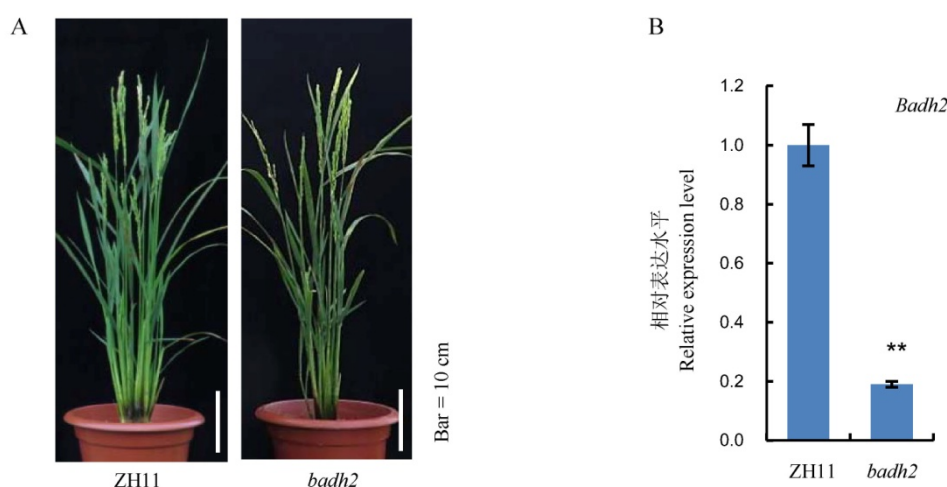 A
ZH11
badh2
Bar = 10 cm
B
相对表达水平
Relative expression level
1.2
1.0
0.8
0.6
0.4
0.2
0.0
Badh2
**
ZH11
badh2